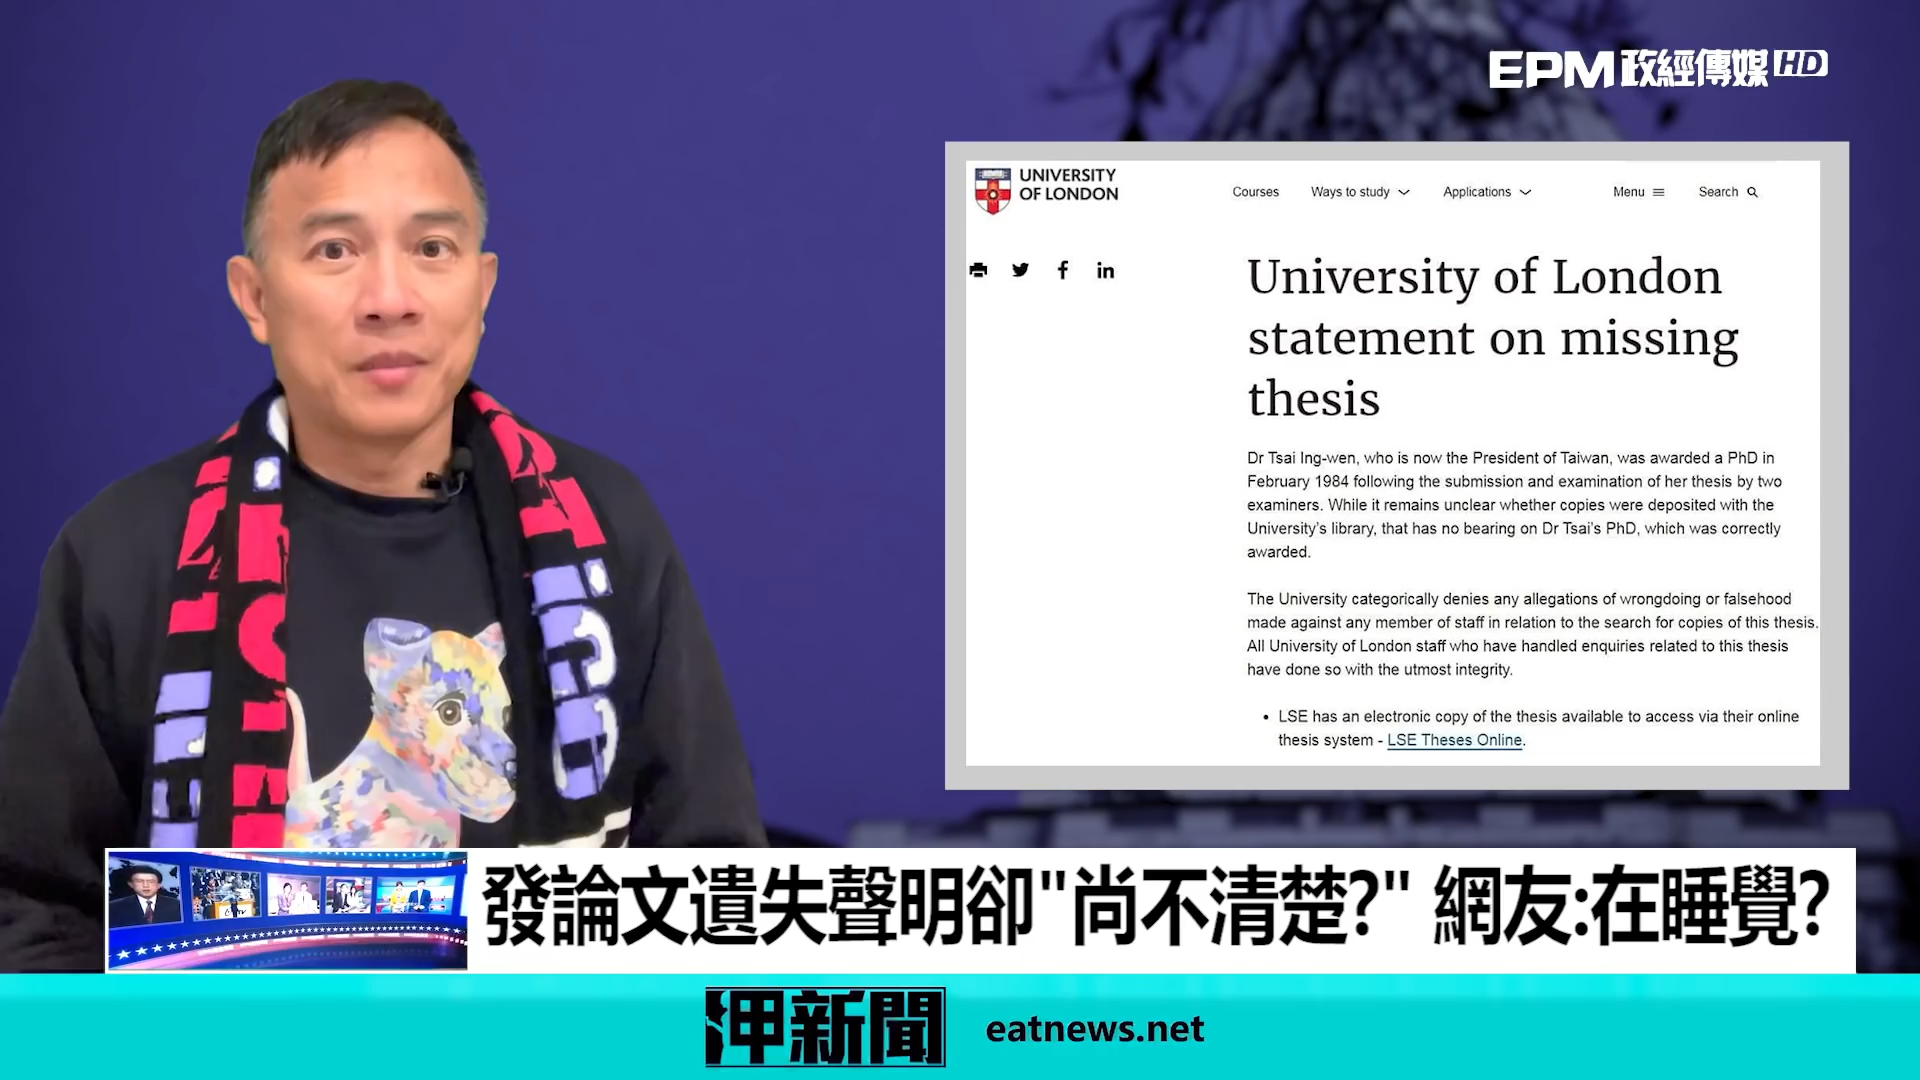 EPM政經傳媒HD
UNIVERSITY
OF LONDON
Courses
Ways to study
Applications
Menu
Search
University of London
statement on missing
thesis
Dr Tsai Ing-wen, who is now the President of Taiwan, was awarded a PhD in
February 1984 following the submission and examination of her thesis by two
examiners. While it remains unclear whether copies were deposited with the
University's library, that has no bearing on Dr Tsai's PhD, which was correctly
awarded.
The University categorically denies any allegations of wrongdoing or falsehood
made against any member of staff in relation to the search for copies of this thesis.
All University of London staff who have handled enquiries related to this thesis
have done so with the utmost integrity.
• LSE has an electronic copy of the thesis available to access via their online
thesis system - LSE Theses Online.
發論文遺失聲明卻"尚不清楚?" 網友:在睡覺?
押新聞
eatnews.net